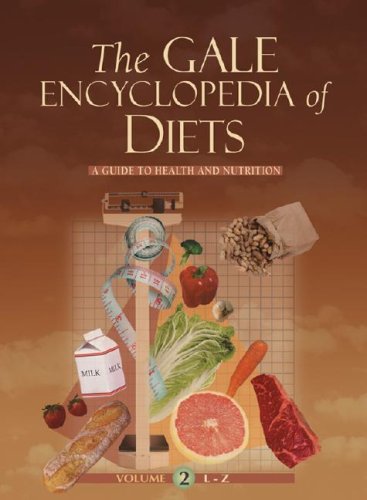 The GALE
ENCYCLOPEDIA of
DIETS
A GUIDE TO HEALTH AND NUTRITION
MILK
MILK
VOLUME 2 L-Z